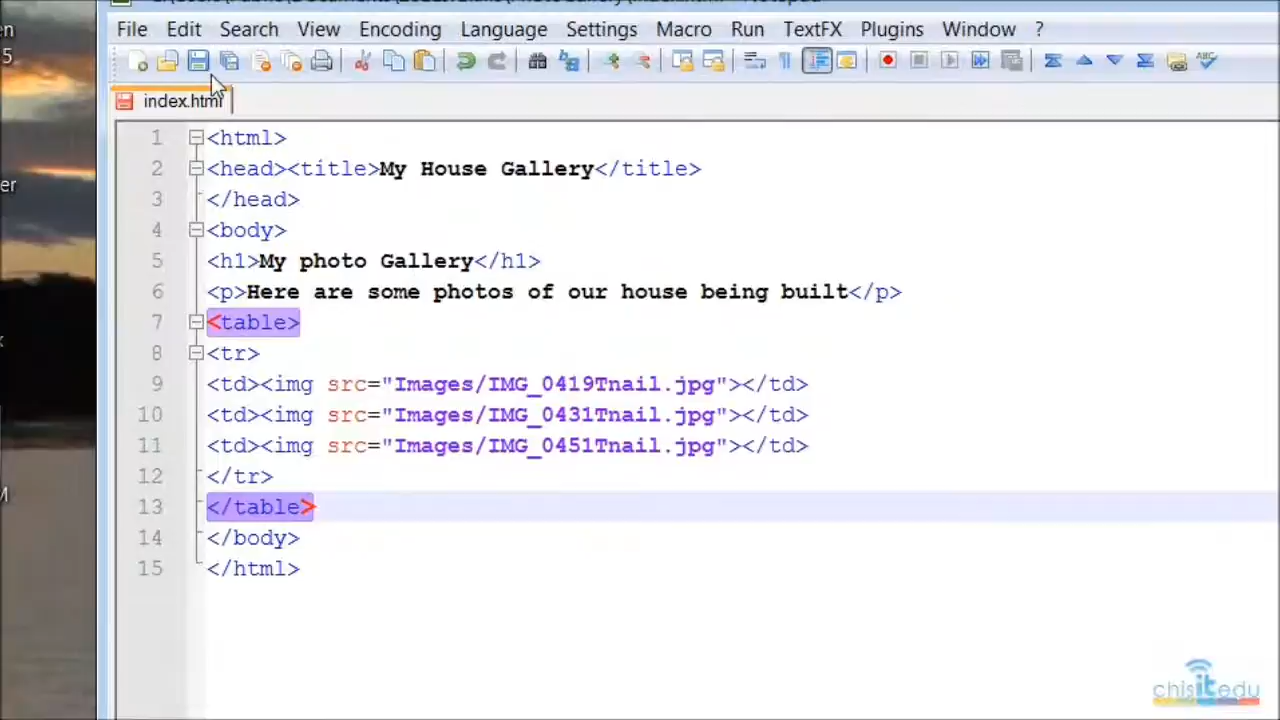 en
5
er
File Edit Search View Encoding Language Settings Macro Run TextFX Plugins Window ?
index.html
1 <html>
2 <head><title>My House Gallery</title>
3 </head>
4 <body>
5 <h1>My photo Gallery</h1>
6 <p>Here are some photos of our house being built</p>
7 <table>
8 <tr>
9 <td><img src="Images/IMG_0419Tnail.jpg"></td>
10 <td><img src="Images/IMG_0431Tnail.jpg"></td>
11 <td><img src="Images/IMG_0451Tnail.jpg"></td>
12 </tr>
13 </table>
14 </body>
15 </html>
chisitedu